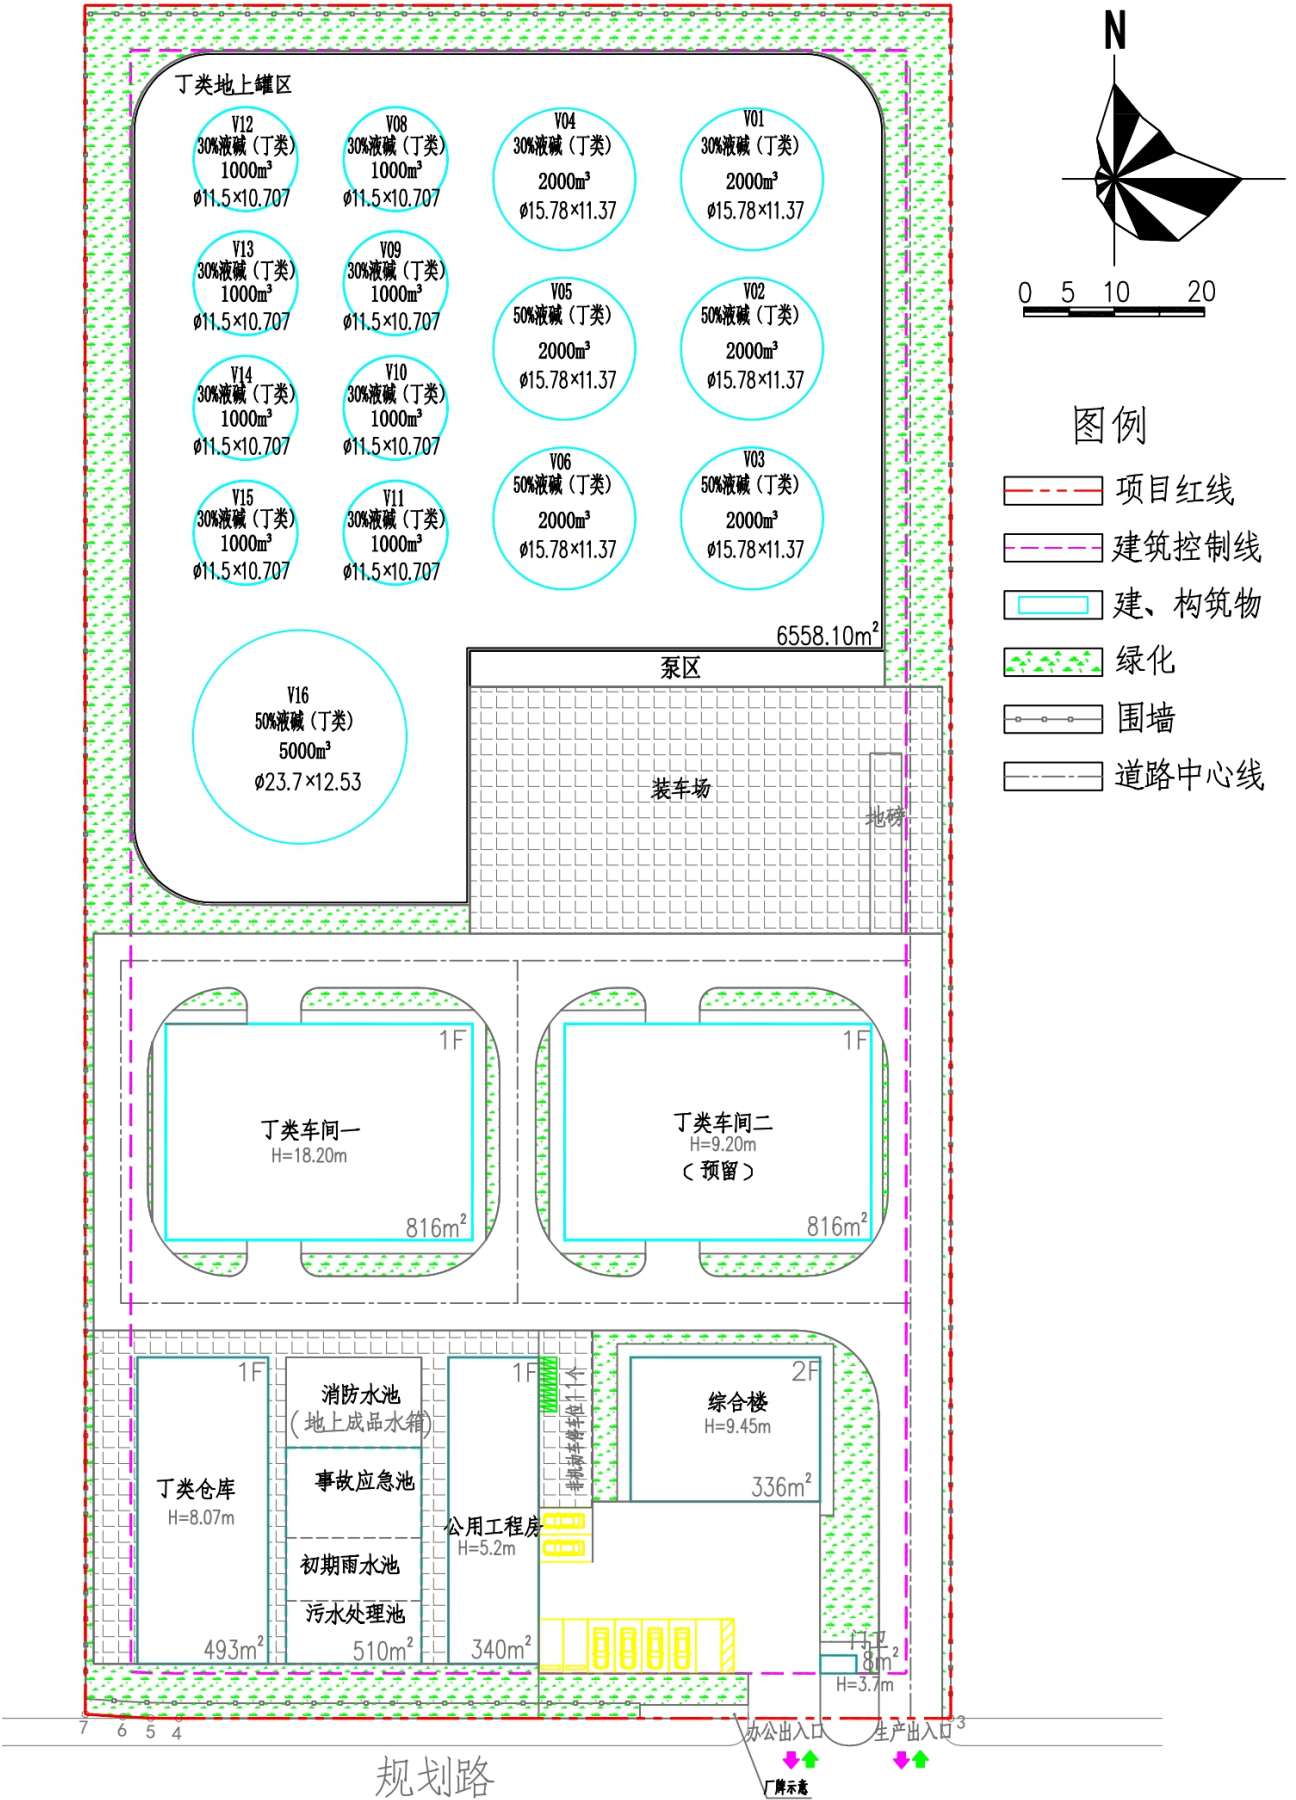 N
0 5 10 20
图例
项目红线
建筑控制线
建、构筑物
绿化
围墙
道路中心线
丁类地上罐区
V12
30%液碱（丁类）
1000m³
ø11.5×10.707
V08
30%液碱（丁类）
1000m³
ø11.5×10.707
V04
30%液碱（丁类）
2000m³
ø15.78×11.37
V01
30%液碱（丁类）
2000m³
ø15.78×11.37
V13
30%液碱（丁类）
1000m³
ø11.5×10.707
V09
30%液碱（丁类）
1000m³
ø11.5×10.707
V05
50%液碱（丁类）
2000m³
ø15.78×11.37
V02
50%液碱（丁类）
2000m³
ø15.78×11.37
V14
30%液碱（丁类）
1000m³
ø11.5×10.707
V10
30%液碱（丁类）
1000m³
ø11.5×10.707
V06
50%液碱（丁类）
2000m³
ø15.78×11.37
V03
50%液碱（丁类）
2000m³
ø15.78×11.37
V15
30%液碱（丁类）
1000m³
ø11.5×10.707
V11
30%液碱（丁类）
1000m³
ø11.5×10.707
6558.10m²
泵区
V16
50%液碱（丁类）
5000m³
ø23.7×12.53
装车场
地磅
1F
丁类车间一
H=18.20m
816m²
1F
丁类车间二
H=9.20m
（预留）
816m²
1F
丁类仓库
H=8.07m
493m²
消防水池
（地上成品水箱）
事故应急池
初期雨水池
污水处理池
510m²
1F
公用工程房
H=5.2m
340m²
非机动车停车位11个
2F
综合楼
H=9.45m
336m²
门卫
8m²
H=3.7m
7
6
5
4
3
办公出入口
生产出入口
厂牌示意
规划路